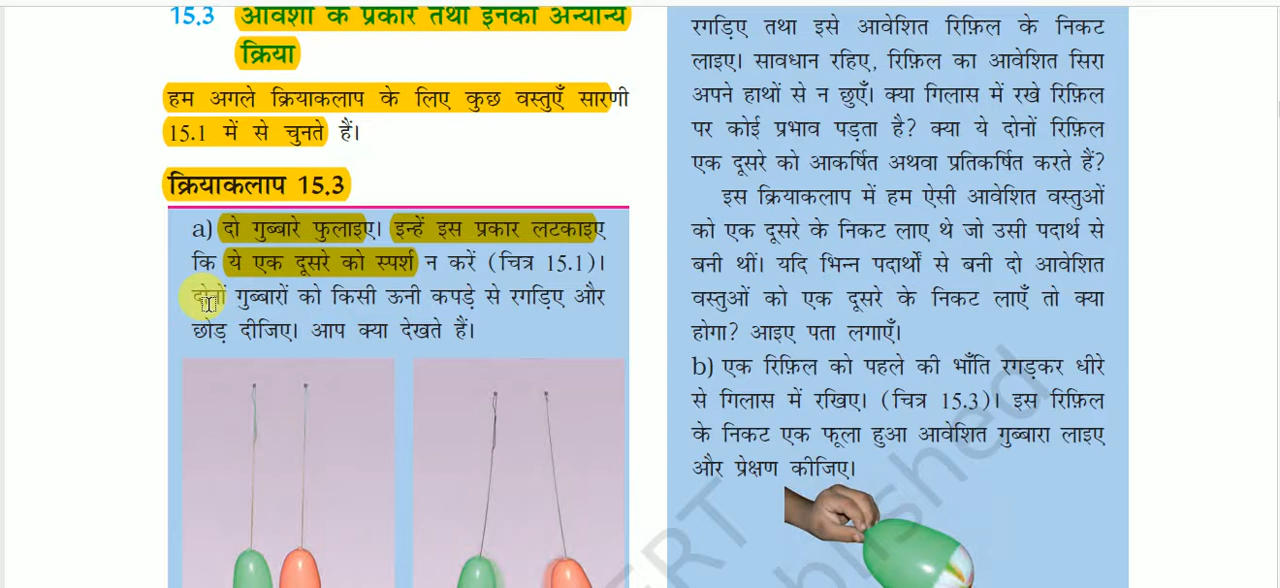 15.3 आवेशों के प्रकार तथा इनकी अन्योन्य
क्रिया
हम अगले क्रियाकलाप के लिए कुछ वस्तुएँ सारणी
15.1 में से चुनते हैं।
क्रियाकलाप 15.3
a) दो गुब्बारे फुलाइए। इन्हें इस प्रकार लटकाइए
कि ये एक दूसरे को स्पर्श न करें (चित्र 15.1)।
दोनों गुब्बारों को किसी ऊनी कपड़े से रगड़िए और
छोड़ दीजिए। आप क्या देखते हैं।
रगड़िए तथा इसे आवेशित रिफ़िल के निकट
लाइए। सावधान रहिए, रिफ़िल का आवेशित सिरा
अपने हाथों से न छुएँ। क्या गिलास में रखे रिफ़िल
पर कोई प्रभाव पड़ता है? क्या ये दोनों रिफ़िल
एक दूसरे को आकर्षित अथवा प्रतिकर्षित करते हैं?
इस क्रियाकलाप में हम ऐसी आवेशित वस्तुओं
को एक दूसरे के निकट लाए थे जो उसी पदार्थ से
बनी थीं। यदि भिन्न पदार्थों से बनी दो आवेशित
वस्तुओं को एक दूसरे के निकट लाएँ तो क्या
होगा? आइए पता लगाएँ।
b) एक रिफ़िल को पहले की भाँति रगड़कर धीरे
से गिलास में रखिए। (चित्र 15.3)। इस रिफ़िल
के निकट एक फूला हुआ आवेशित गुब्बारा लाइए
और प्रेक्षण कीजिए।